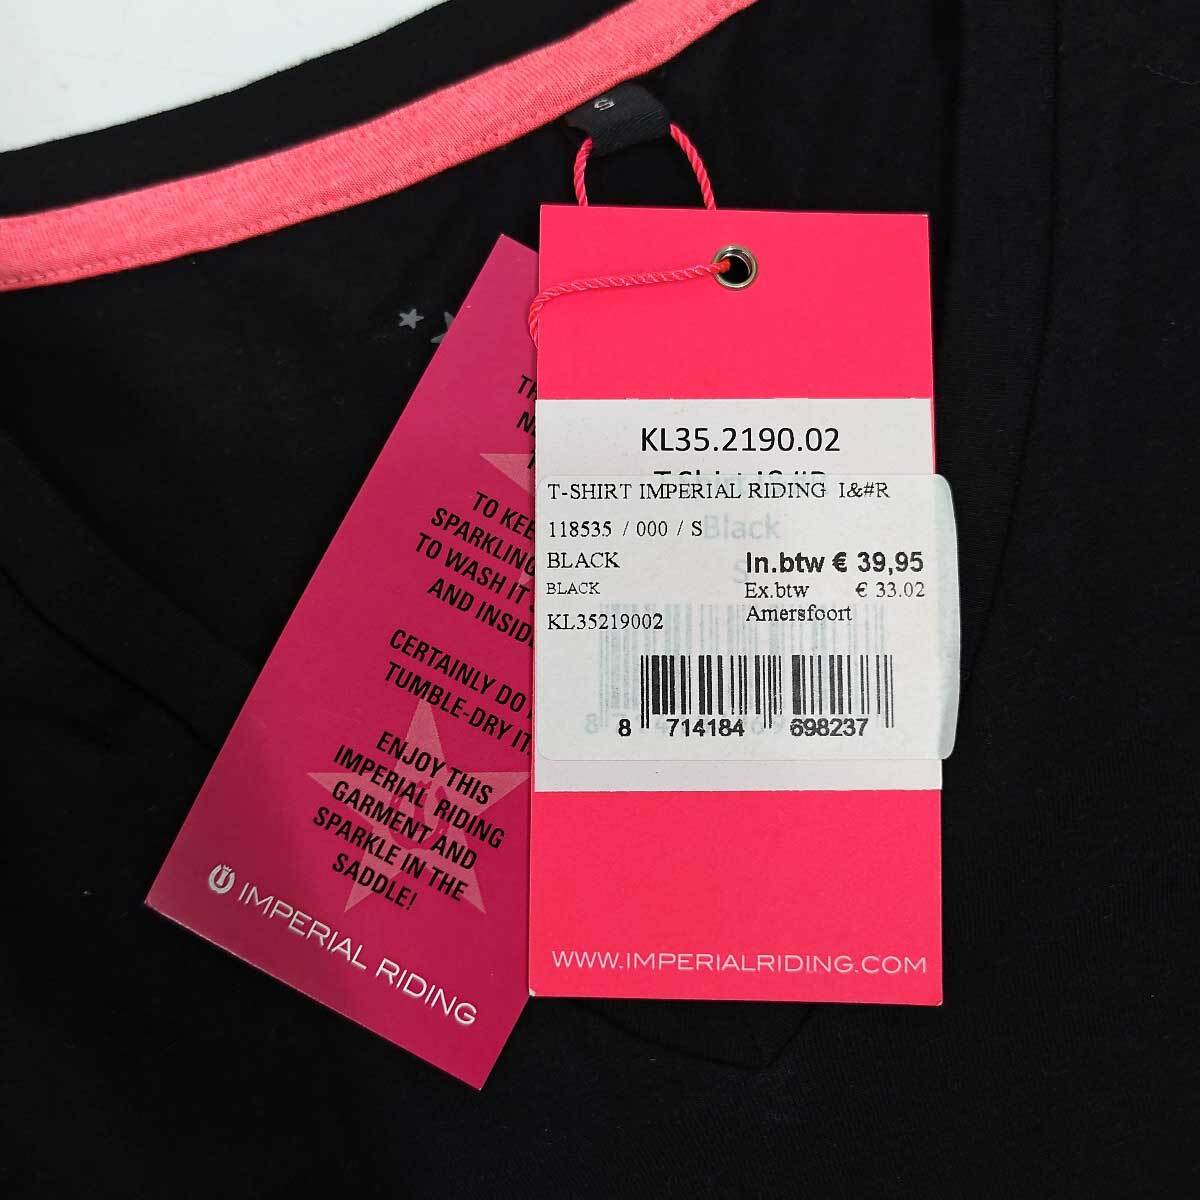 S
TO KEE
SPARKLING
TO WASH IT
AND INSID
CERTAINLY DO
TUMBLE-DRY IT.
ENJOY THIS
IMPERIAL RIDING
GARMENT AND
SPARKLE IN THE
SADDLE!
IMPERIAL RIDING
KL35.2190.02
T-Shirt I&#R
Black
S
T-SHIRT IMPERIAL RIDING I&#R
118535 / 000 / S
BLACK In.btw € 39,95
BLACK Ex.btw € 33.02
KL35219002 Amersfoort
8 714184 698237
WWW.IMPERIALRIDING.COM